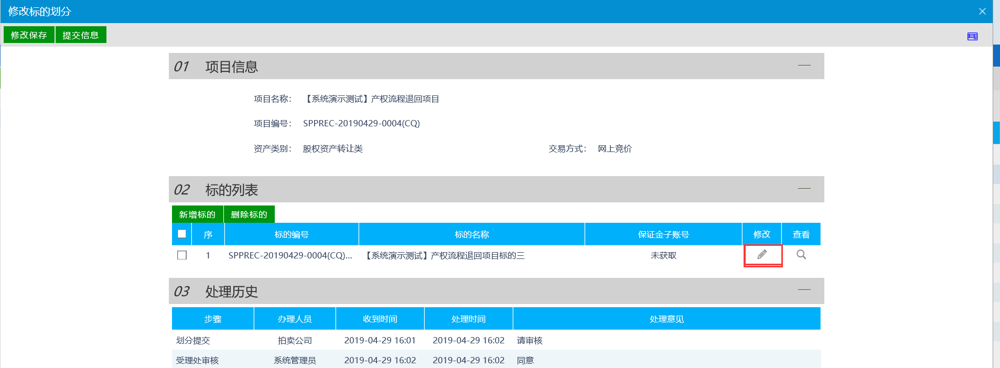 修改标的划分
修改保存 提交信息
01 项目信息
项目名称： 【系统演示测试】产权流程退回项目
项目编号： SPPREC-20190429-0004(CQ)
资产类别： 股权资产转让类 交易方式： 网上竞价
02 标的列表
新增标的 删除标的
序 标的编号 标的名称 保证金子账号 修改 查看
1 SPPREC-20190429-0004(CQ)... 【系统演示测试】产权流程退回项目标的三 未获取
03 处理历史
步骤 办理人员 收到时间 处理时间 处理意见
划分提交 拍卖公司 2019-04-29 16:01 2019-04-29 16:02 请审核
受理处审核 系统管理员 2019-04-29 16:02 2019-04-29 16:02 同意